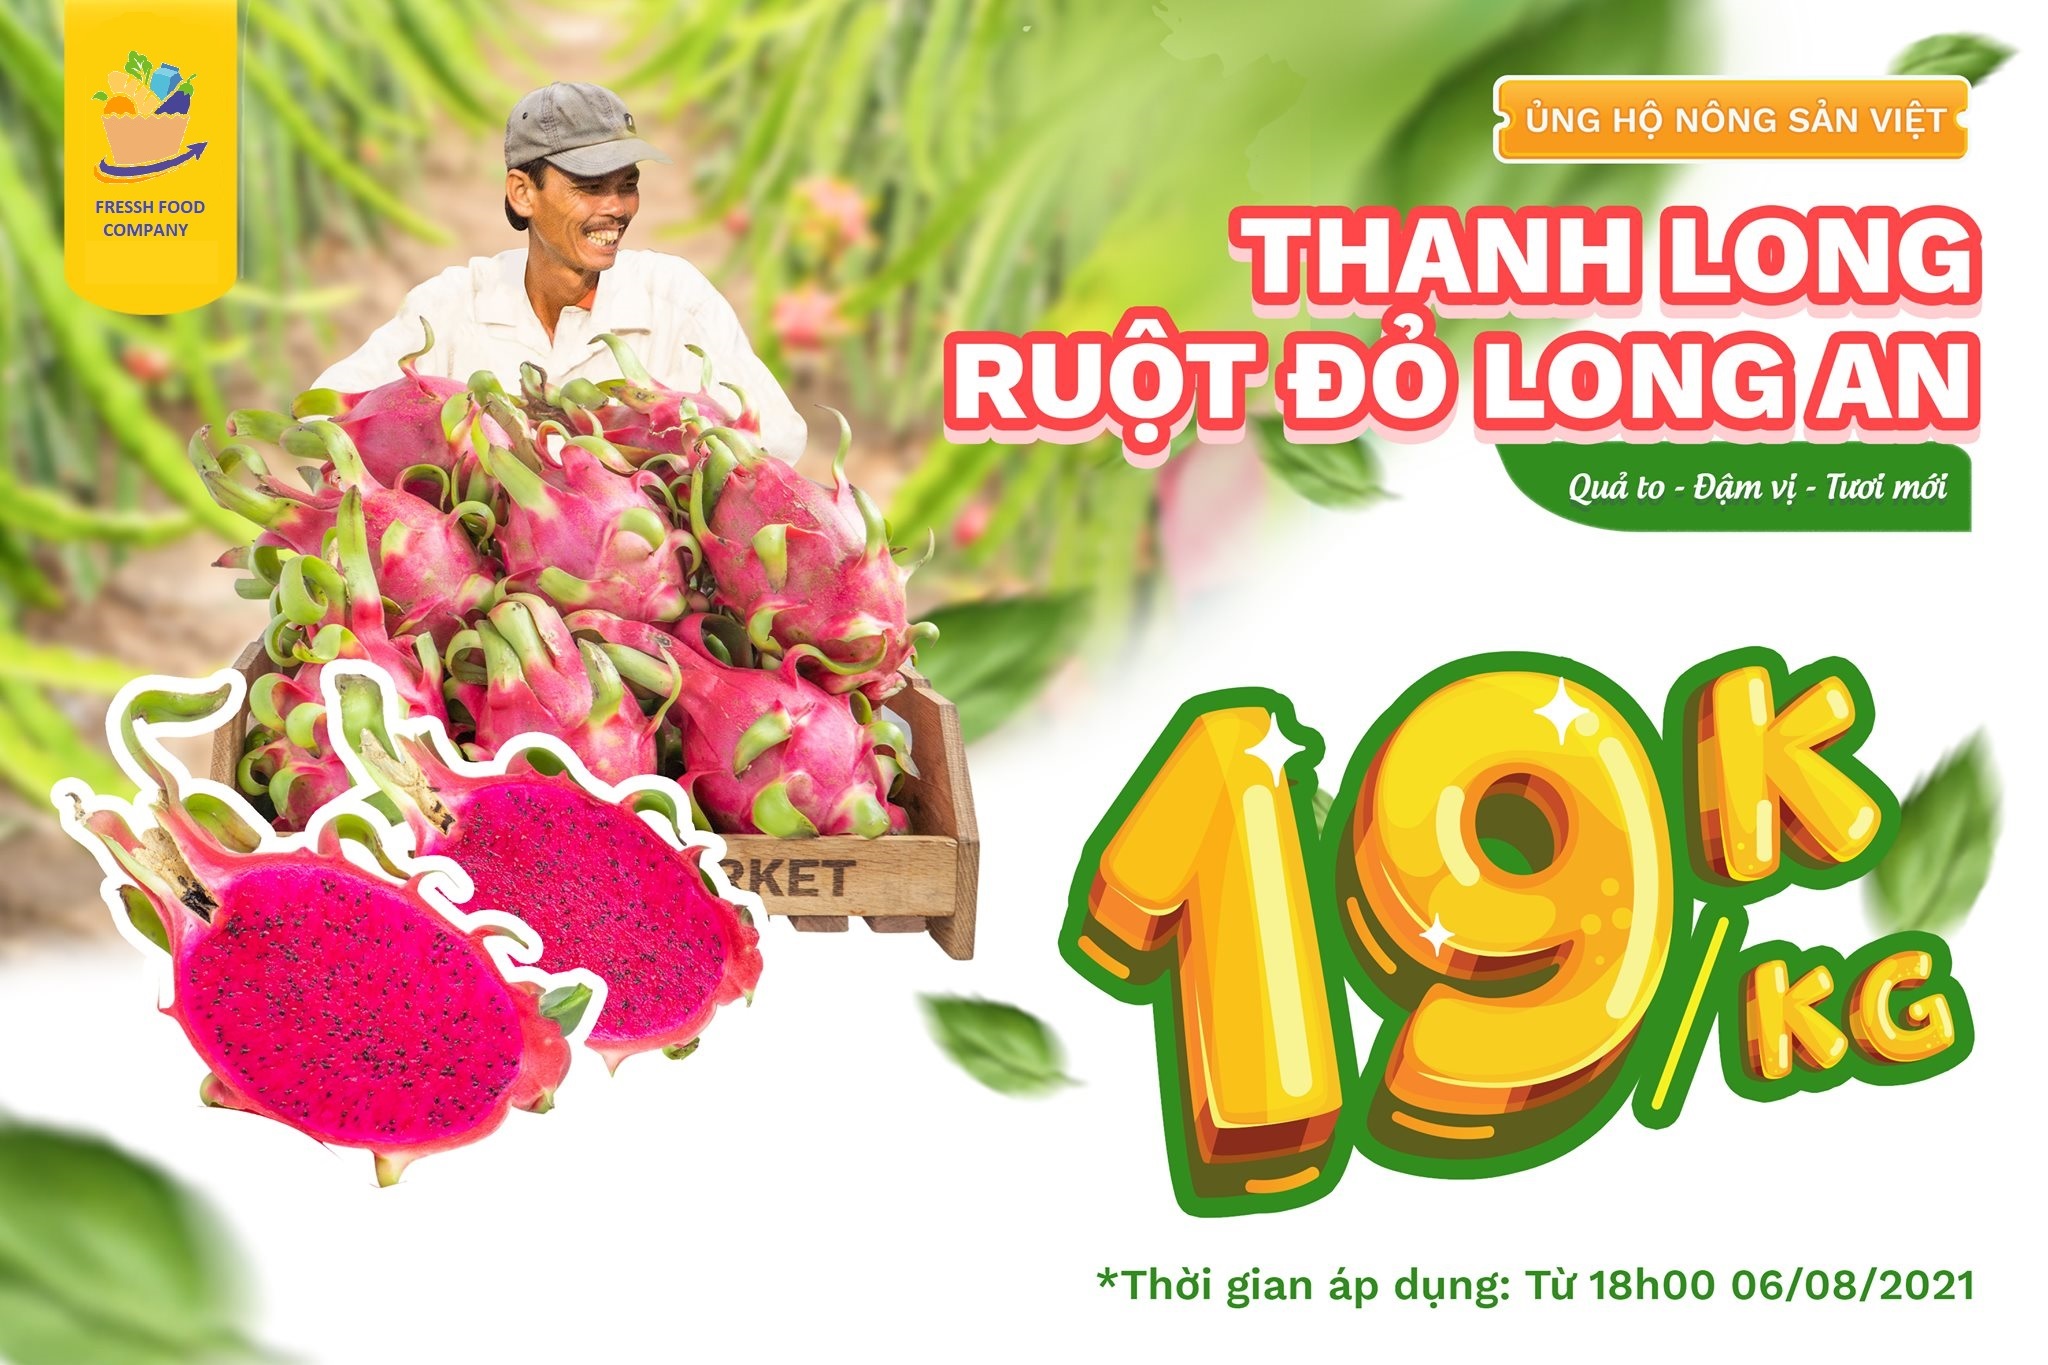 FRESSH FOOD
COMPANY
ỦNG HỘ NÔNG SẢN VIỆT
THANH LONG
RUỘT ĐỎ LONG AN
Quả to - Đậm vị - Tươi mới
19K/KG
*Thời gian áp dụng: Từ 18h00 06/08/2021